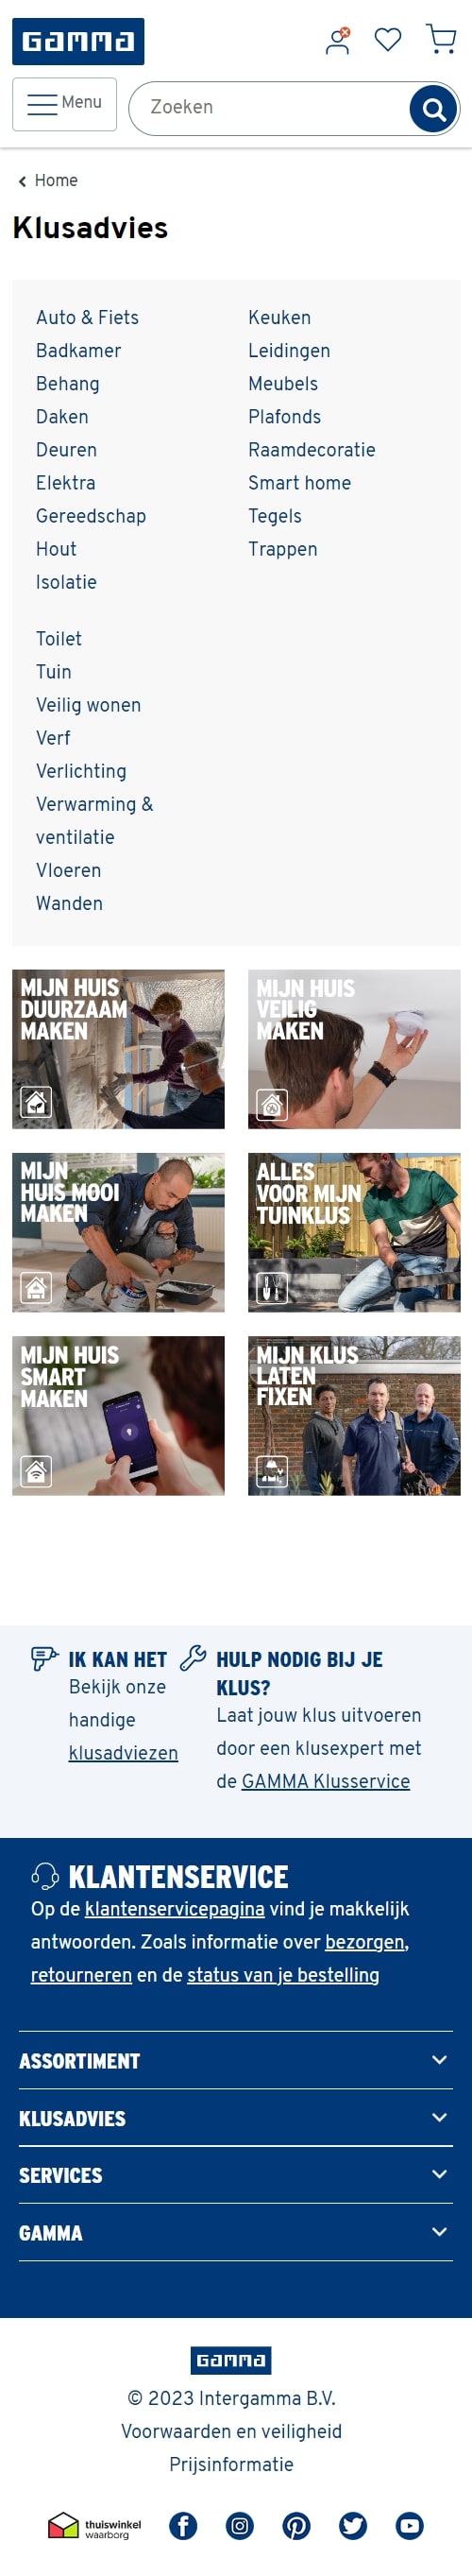 GAMMA
Menu
Zoeken
Home
Klusadvies
Auto & Fiets
Badkamer
Behang
Daken
Deuren
Elektra
Gereedschap
Hout
Isolatie
Keuken
Leidingen
Meubels
Plafonds
Raamdecoratie
Smart home
Tegels
Trappen
Toilet
Tuin
Veilig wonen
Verf
Verlichting
Verwarming &
ventilatie
Vloeren
Wanden
MIJN HUIS
DUURZAAM
MAKEN
MIJN HUIS
VEILIG
MAKEN
MIJN
HUIS MOOI
MAKEN
ALLES
VOOR MIJN
TUINKLUS
MIJN HUIS
SMART
MAKEN
MIJN KLUS
LATEN
FIXEN
IK KAN HET
Bekijk onze
handige
klusadviezen
HULP NODIG BIJ JE
KLUS?
Laat jouw klus uitvoeren
door een klusexpert met
de GAMMA Klusservice
KLANTENSERVICE
Op de klantenservicepagina vind je makkelijk
antwoorden. Zoals informatie over bezorgen,
retourneren en de status van je bestelling
ASSORTIMENT
KLUSADVIES
SERVICES
GAMMA
GAMMA
© 2023 Intergamma B.V.
Voorwaarden en veiligheid
Prijsinformatie
thuiswinkel
waarborg